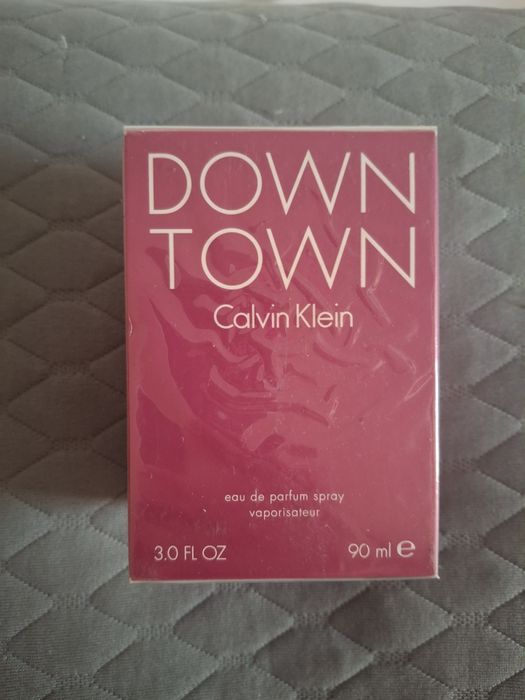 DOWN
TOWN
Calvin Klein
eau de parfum spray
vaporisateur
3.0 FL OZ 90 ml ℮